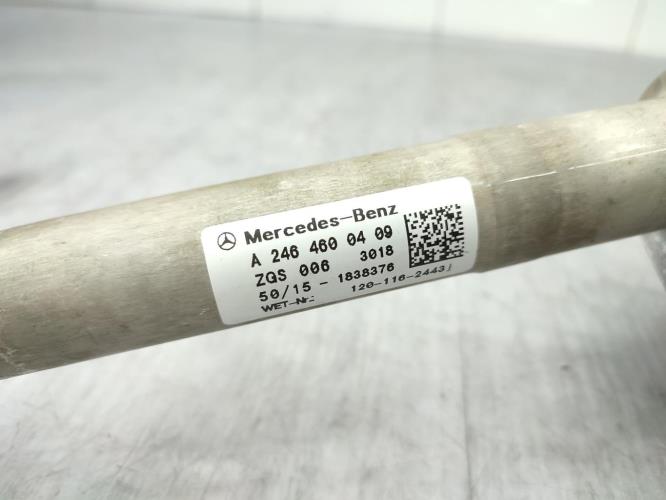 Mercedes-Benz
A 246 460 04 09
ZGS 006 3018
50/15 - 1838376
WET-Nr.: 120-116-2443